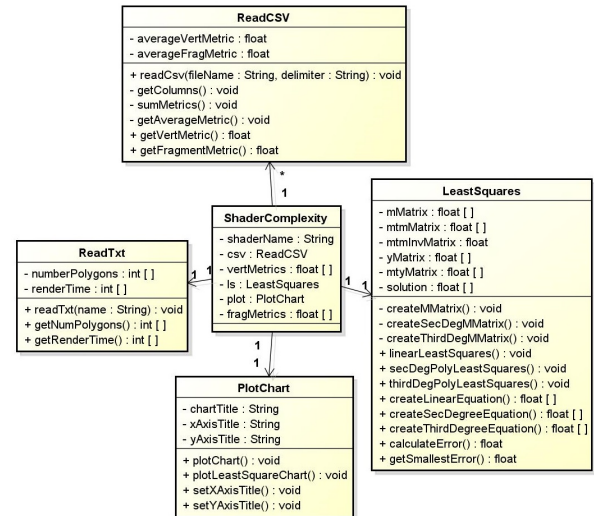 ReadCSV
- averageVertMetric : float
- averageFragMetric : float
+ readCsv(fileName : String, delimiter : String) : void
- getColumns() : void
- sumMetrics() : void
- getAverageMetric() : void
+ getVertMetric() : float
+ getFragmentMetric() : float
*
1
ShaderComplexity
- shaderName : String
- csv : ReadCSV
- vertMetrics : float [ ]
- ls : LeastSquares
- plot : PlotChart
- fragMetrics : float [ ]
1
1
ReadTxt
- numberPolygons : int [ ]
- renderTime : int [ ]
+ readTxt(name : String) : void
+ getNumPolygons() : int [ ]
+ getRenderTime() : int [ ]
1
1
LeastSquares
- mMatrix : float [ ]
- mtmMatrix : float [ ]
- mtmInvMatrix : float [ ]
- yMatrix : float [ ]
- mtyMatrix : float [ ]
- solution : float [ ]
- createMMatrix() : void
- createSecDegMMatrix() : void
- createThirdDegMMatrix() : void
+ linearLeastSquares() : void
+ secDegPolyLeastSquares() : void
+ thirdDegPolyLeastSquares() : void
+ createLinearEquation() : float [ ]
+ createSecDegreeEquation() : float [ ]
+ createThirdDegreeEquation() : float [ ]
+ calculateError() : float
+ getSmallestError() : float
1
1
PlotChart
- chartTitle : String
- xAxisTitle : String
- yAxisTitle : String
+ plotChart() : void
+ plotLeastSquareChart() : void
+ setXAxisTitle() : void
+ setYAxisTitle() : void